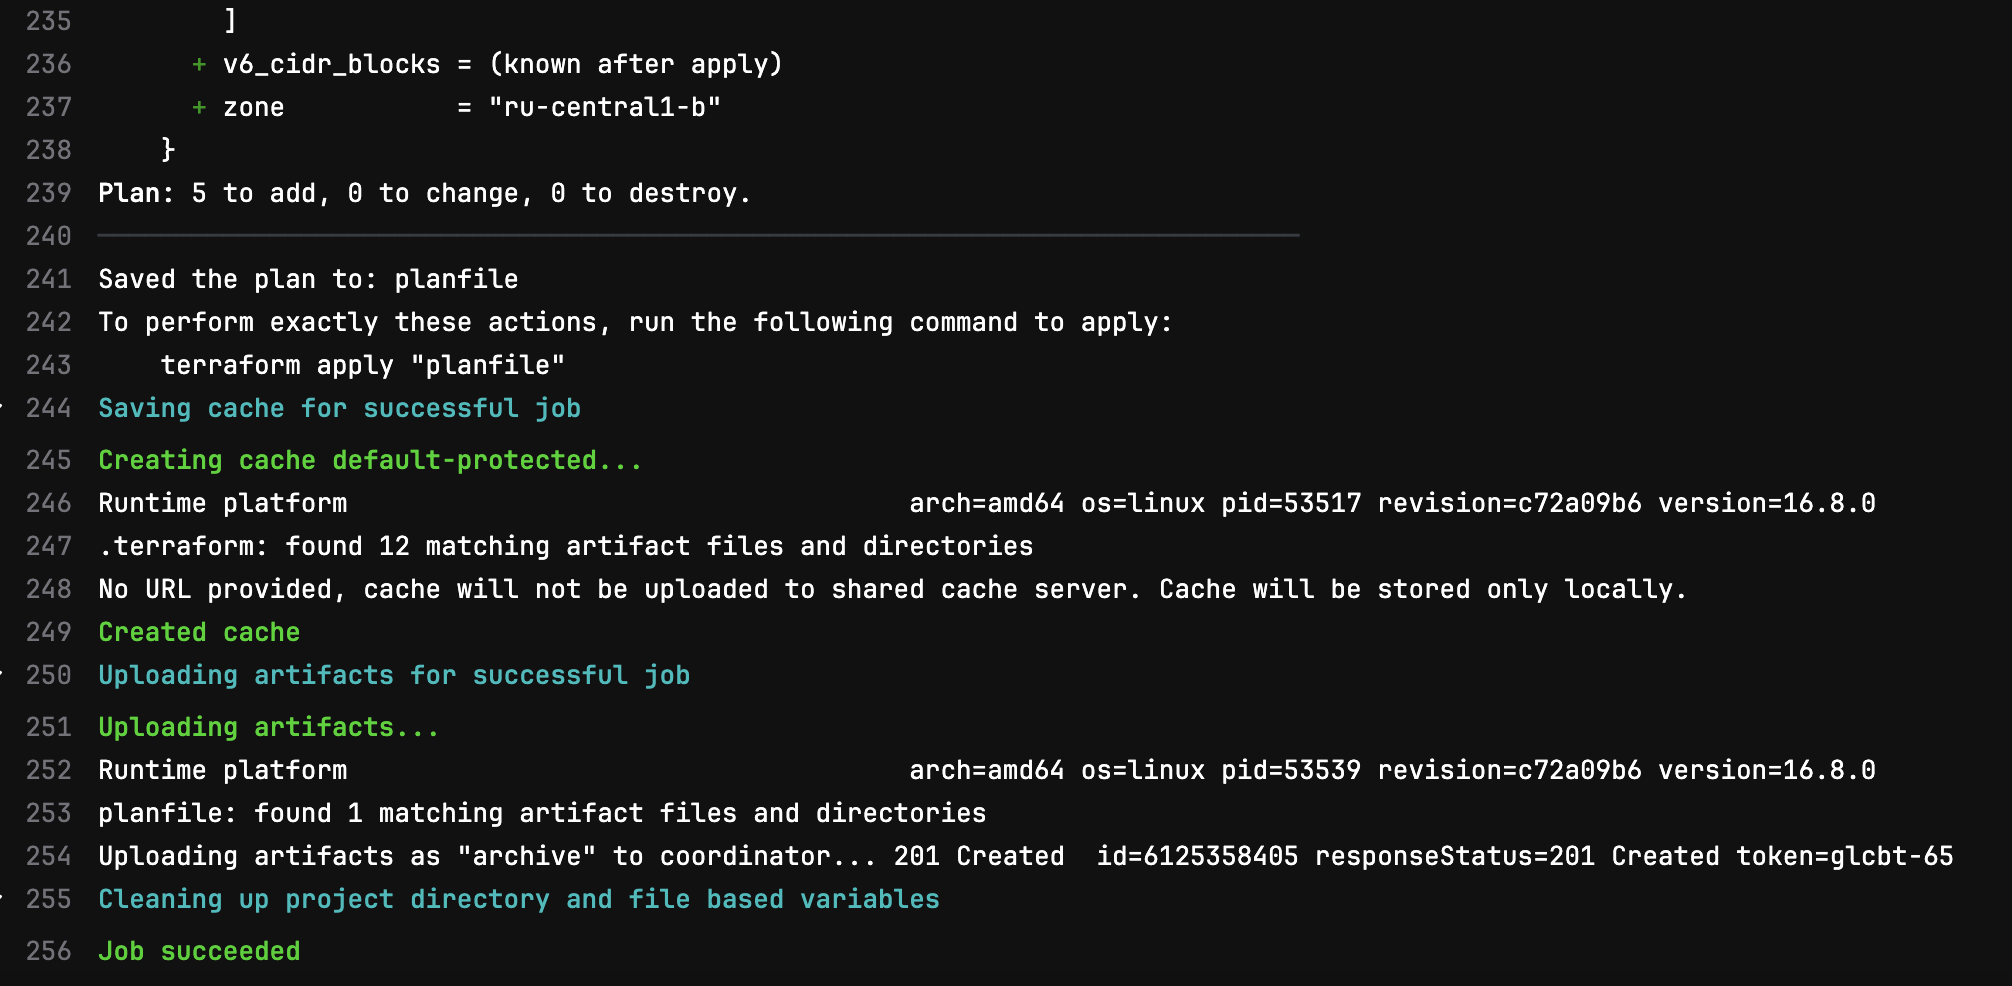 235 ]
236 + v6_cidr_blocks = (known after apply)
237 + zone           = "ru-central1-b"
238 }
239 Plan: 5 to add, 0 to change, 0 to destroy.
240 ─────────────────────────────────────────────────────────────────────────────
241 Saved the plan to: planfile
242 To perform exactly these actions, run the following command to apply:
243     terraform apply "planfile"
244 Saving cache for successful job
245 Creating cache default-protected...
246 Runtime platform                                    arch=amd64 os=linux pid=53517 revision=c72a09b6 version=16.8.0
247 .terraform: found 12 matching artifact files and directories
248 No URL provided, cache will not be uploaded to shared cache server. Cache will be stored only locally.
249 Created cache
250 Uploading artifacts for successful job
251 Uploading artifacts...
252 Runtime platform                                    arch=amd64 os=linux pid=53539 revision=c72a09b6 version=16.8.0
253 planfile: found 1 matching artifact files and directories
254 Uploading artifacts as "archive" to coordinator... 201 Created  id=6125358405 responseStatus=201 Created token=glcbt-65
255 Cleaning up project directory and file based variables
256 Job succeeded